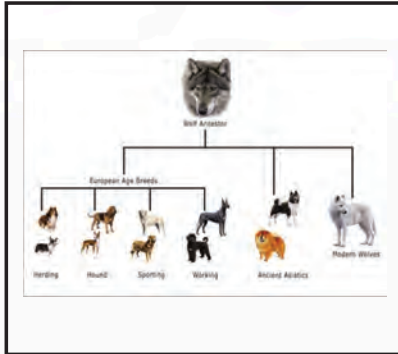 Wolf Ancestor
European Age Breeds
Herding
Hound
Sporting
Working
Ancient Asiatics
Modern Wolves